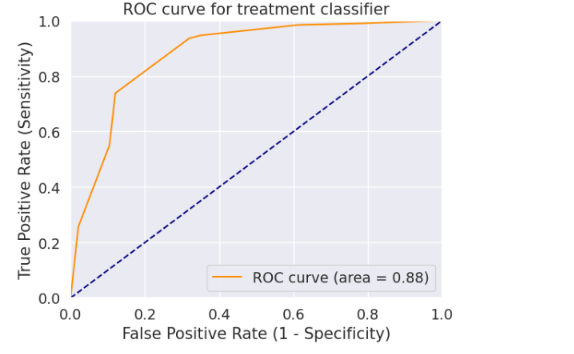 ROC curve for treatment classifier
1.0
0.8
0.6
0.4
0.2
0.0
True Positive Rate (Sensitivity)
ROC curve (area = 0.88)
0.0 0.2 0.4 0.6 0.8 1.0
False Positive Rate (1 - Specificity)